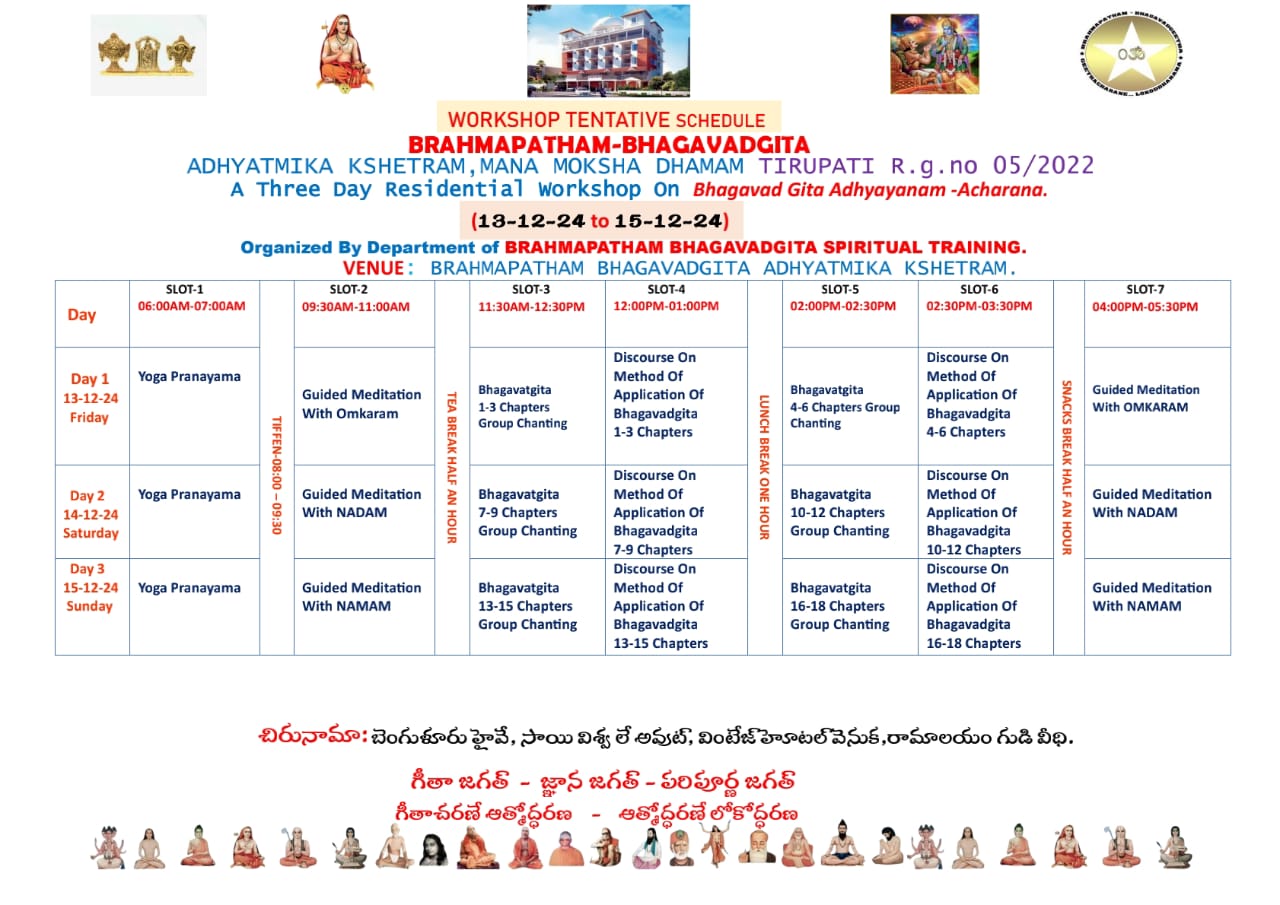 WORKSHOP TENTATIVE SCHEDULE
BRAHMAPATHAM-BHAGAVADGITA
ADHYATMIKA KSHETRAM,MANA MOKSHA DHAMAM TIRUPATI R.g.no 05/2022
A Three Day Residential Workshop On Bhagavad Gita Adhyayanam -Acharana.
(13-12-24 to 15-12-24)
Organized By Department of BRAHMAPATHAM BHAGAVADGITA SPIRITUAL TRAINING.
VENUE: BRAHMAPATHAM BHAGAVADGITA ADHYATMIKA KSHETRAM.
Day
SLOT-1
06:00AM-07:00AM
SLOT-2
09:30AM-11:00AM
SLOT-3
11:30AM-12:30PM
SLOT-4
12:00PM-01:00PM
SLOT-5
02:00PM-02:30PM
SLOT-6
02:30PM-03:30PM
SLOT-7
04:00PM-05:30PM
TIFFEN-08:00 – 09:30
TEA BREAK HALF AN HOUR
LUNCH BREAK ONE HOUR
SNACKS BREAK HALF AN HOUR
Day 1
13-12-24
Friday
Yoga Pranayama
Guided Meditation
With Omkaram
Bhagavatgita
1-3 Chapters
Group Chanting
Discourse On
Method Of
Application Of
Bhagavadgita
1-3 Chapters
Bhagavatgita
4-6 Chapters Group
Chanting
Discourse On
Method Of
Application Of
Bhagavadgita
4-6 Chapters
Guided Meditation
With OMKARAM
Day 2
14-12-24
Saturday
Yoga Pranayama
Guided Meditation
With NADAM
Bhagavatgita
7-9 Chapters
Group Chanting
Discourse On
Method Of
Application Of
Bhagavadgita
7-9 Chapters
Bhagavatgita
10-12 Chapters
Group Chanting
Discourse On
Method Of
Application Of
Bhagavadgita
10-12 Chapters
Guided Meditation
With NADAM
Day 3
15-12-24
Sunday
Yoga Pranayama
Guided Meditation
With NAMAM
Bhagavatgita
13-15 Chapters
Group Chanting
Discourse On
Method Of
Application Of
Bhagavadgita
13-15 Chapters
Bhagavatgita
16-18 Chapters
Group Chanting
Discourse On
Method Of
Application Of
Bhagavadgita
16-18 Chapters
Guided Meditation
With NAMAM
చిరునామా: బెంగుళూరు హైవే, సాయి విశ్వ లే అవుట్, వింటేజ్ హెూటల్ వెనుక,రామాలయం గుడి వీధి.
గీతా జగత్ - జ్ఞాన జగత్ - పరిపూర్ణ జగత్
గీతాచరణే ఆత్మోద్ధరణ - ఆత్మోద్ధరణే లోకోద్ధరణ